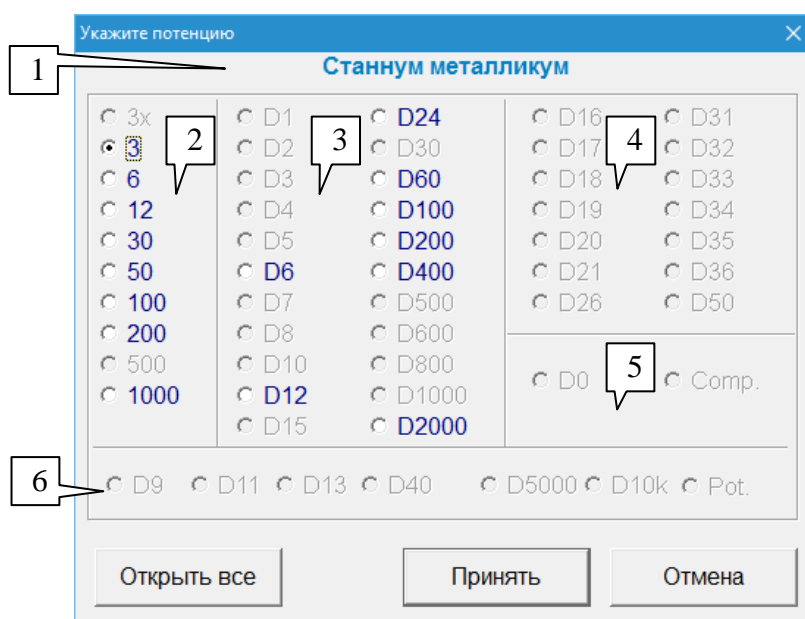 Укажите потенцию
1
Станнум металликум
3x D1 D24 D16 D31
3 2 D2 3 D30 D17 4 D32
6 D3 D60 D18 D33
12 D4 D100 D19 D34
30 D5 D200 D20 D35
50 D6 D400 D21 D36
100 D7 D500 D26 D50
200 D8 D600
500 D10 D800 D0 5 Comp.
1000 D12 D1000
D15 D2000
6 D9 D11 D13 D40 D5000 D10k Pot.
Открыть все Принять Отмена